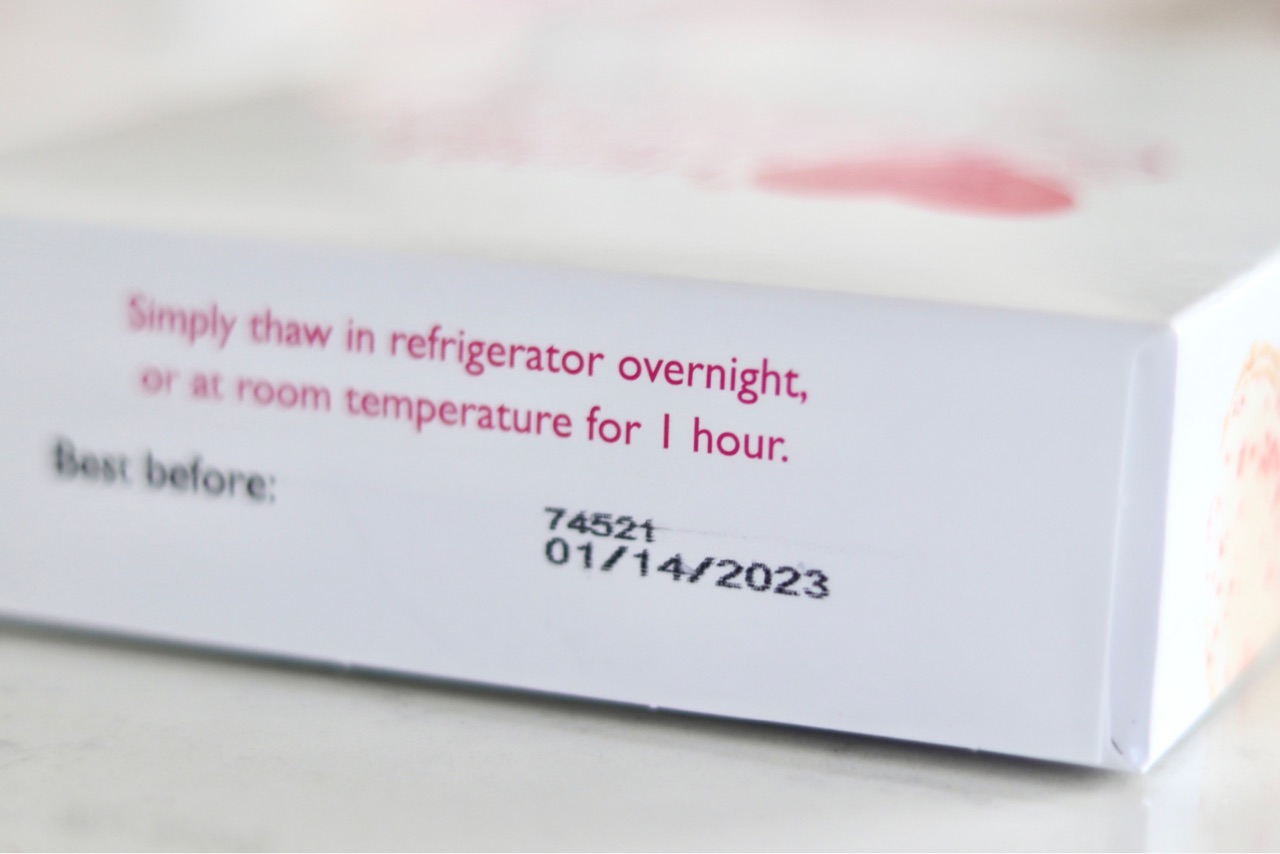 Simply thaw in refrigerator overnight,
or at room temperature for 1 hour.
Best before:
74521
01/14/2023